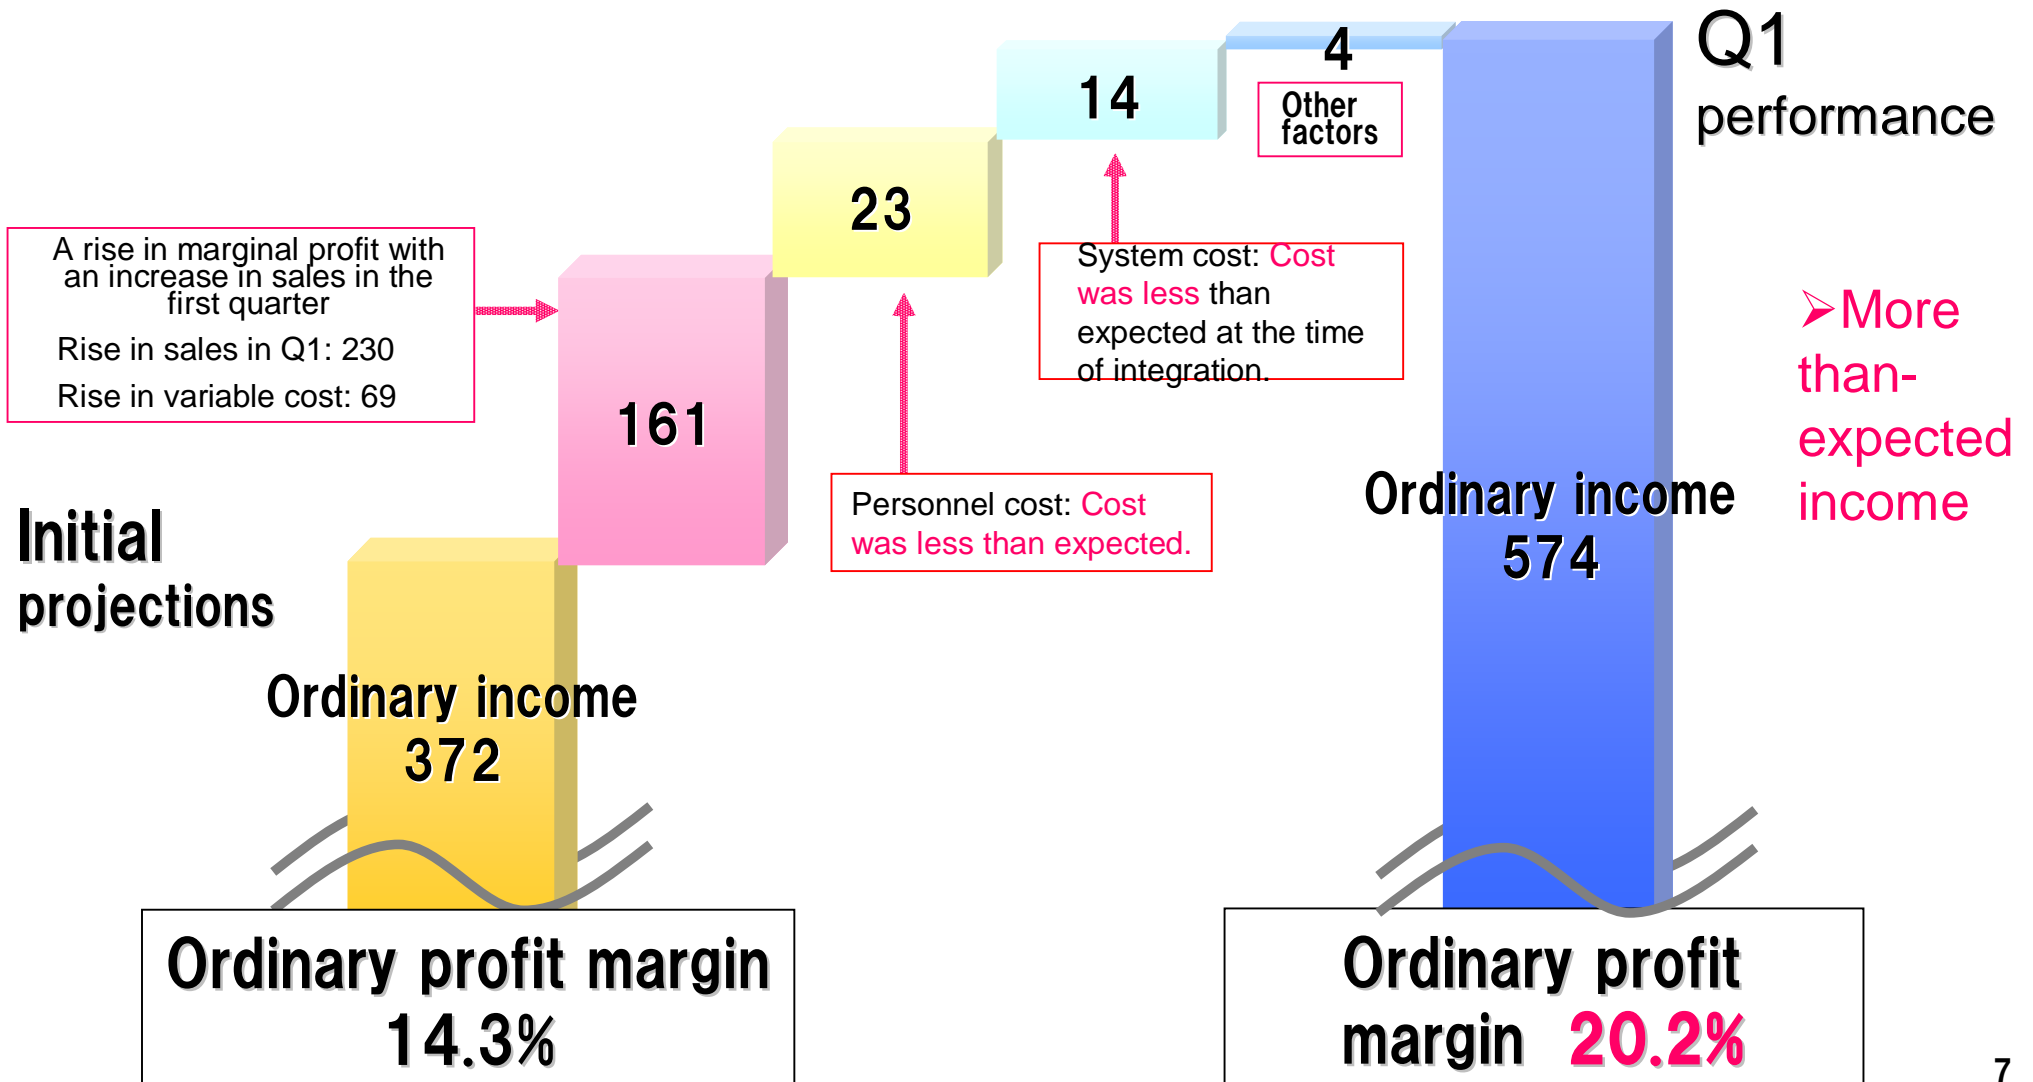 Q1
performance
4
Other
factors
14
23
161
A rise in marginal profit with
an increase in sales in the
first quarter
Rise in sales in Q1: 230
Rise in variable cost: 69
System cost: Cost
was less than
expected at the time
of integration.
➢More
than-
expected
income
Personnel cost: Cost
was less than expected.
Initial
projections
Ordinary income
372
Ordinary income
574
Ordinary profit margin
14.3%
Ordinary profit
margin 20.2%
7